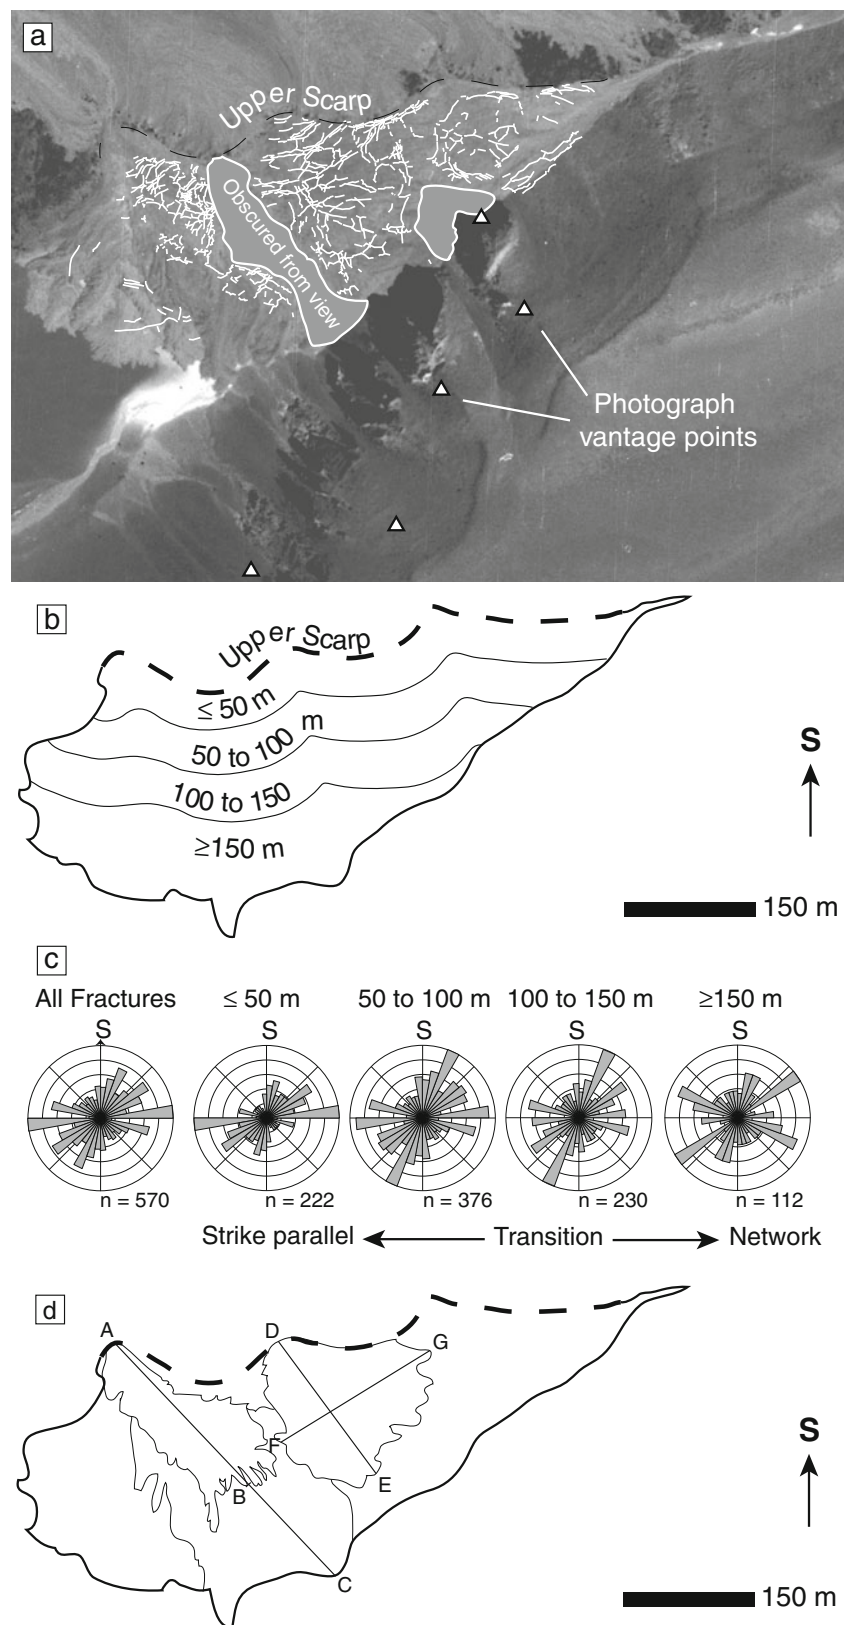 a
Upper Scarp
Obscured from view
Photograph
vantage points
b
Upper Scarp
≤ 50 m
50 to 100 m
100 to 150
≥150 m
S
150 m
c
All Fractures
≤ 50 m
50 to 100 m
100 to 150 m
≥150 m
S
S
S
S
S
n = 570
n = 222
n = 376
n = 230
n = 112
Strike parallel
Transition
Network
d
A
D
G
F
E
B
C
S
150 m